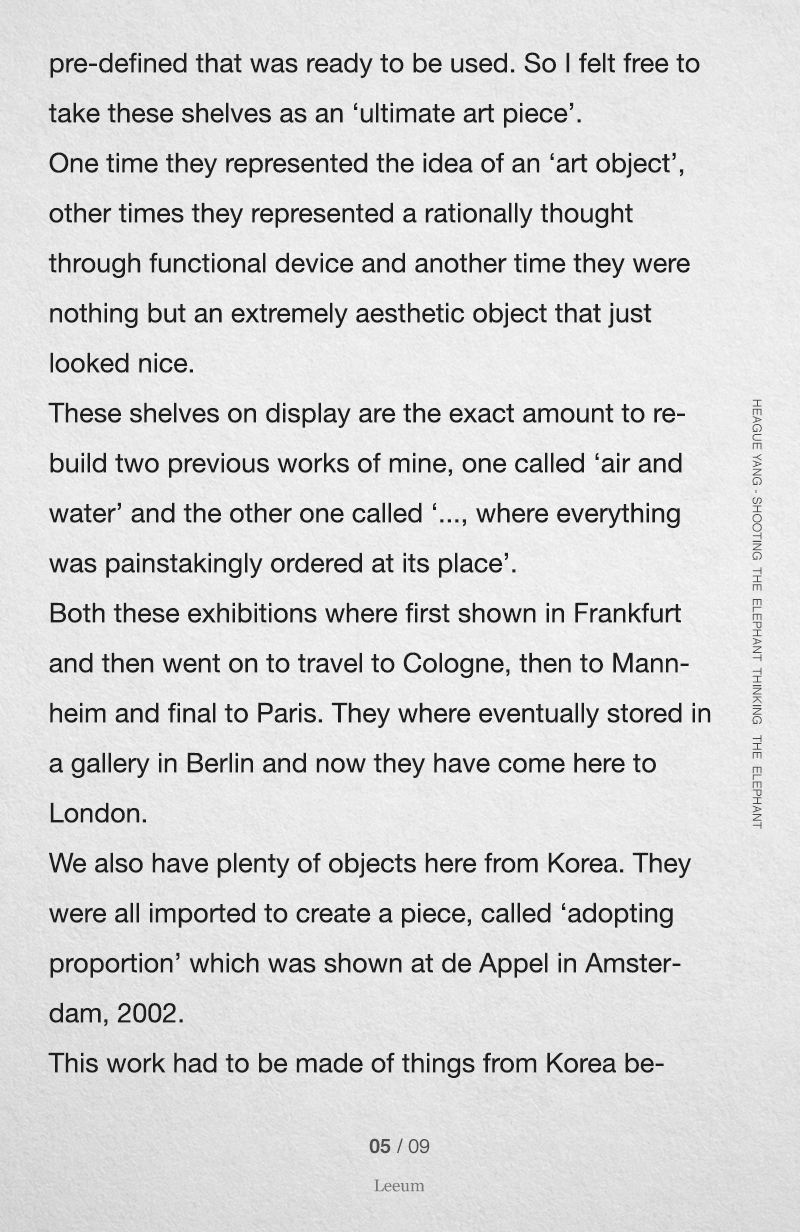 pre-defined that was ready to be used. So I felt free to
take these shelves as an ‘ultimate art piece’.
One time they represented the idea of an ‘art object’,
other times they represented a rationally thought
through functional device and another time they were
nothing but an extremely aesthetic object that just
looked nice.
These shelves on display are the exact amount to re-
build two previous works of mine, one called ‘air and
water’ and the other one called ‘..., where everything
was painstakingly ordered at its place’.
Both these exhibitions where first shown in Frankfurt
and then went on to travel to Cologne, then to Mann-
heim and final to Paris. They where eventually stored in
a gallery in Berlin and now they have come here to
London.
We also have plenty of objects here from Korea. They
were all imported to create a piece, called ‘adopting
proportion’ which was shown at de Appel in Amster-
dam, 2002.
This work had to be made of things from Korea be-
HEAGUE YANG - SHOOTING THE ELEPHANT THINKING THE ELEPHANT
05 / 09
Leeum